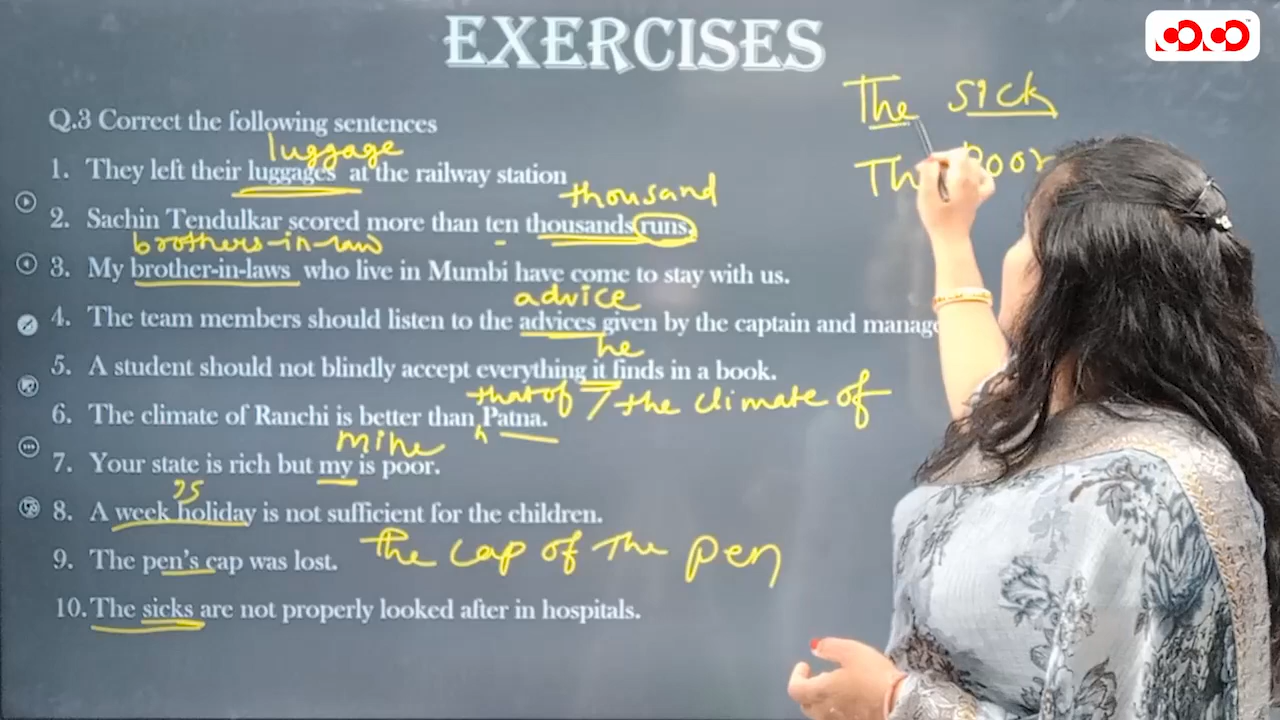 EXERCISES
The sick
Q.3 Correct the following sentences
luggage
1. They left their luggages at the railway station
Poor
thousand
2. Sachin Tendulkar scored more than ten thousands runs.
brothers-in-law
3. My brother-in-laws who live in Mumbi have come to stay with us.
advice
4. The team members should listen to the advices given by the captain and
he
5. A student should not blindly accept everything it finds in a book.
that of / the climate of
6. The climate of Ranchi is better than Patna.
mine
7. Your state is rich but my is poor.
's
8. A week holiday is not sufficient for the children.
the cap of the pen
9. The pen's cap was lost.
10. The sicks are not properly looked after in hospitals.